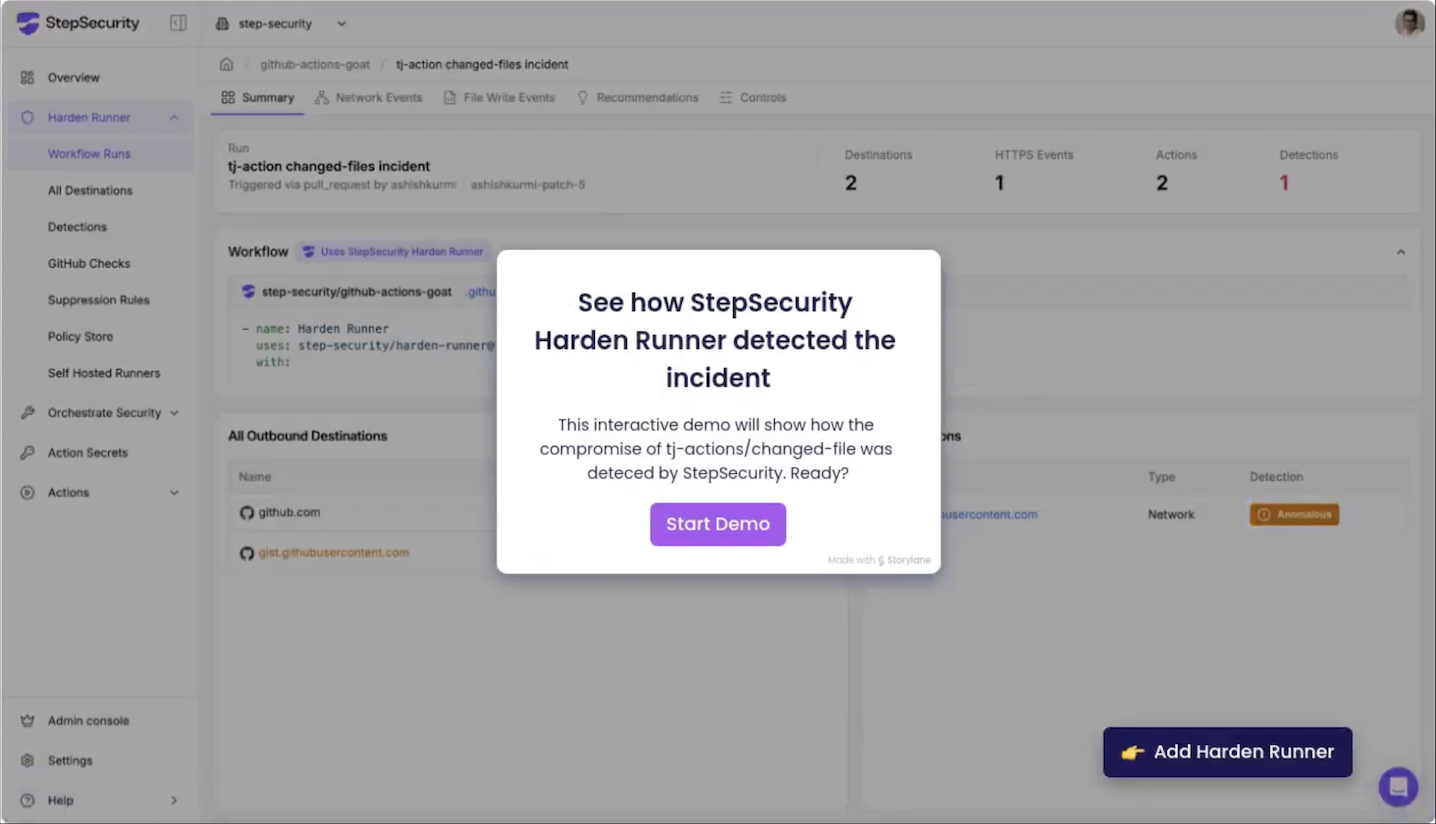 StepSecurity
step-security
Overview
Harden Runner
Workflow Runs
All Destinations
Detections
GitHub Checks
Suppression Rules
Policy Store
Self Hosted Runners
Orchestrate Security
Action Secrets
Actions
Admin console
Settings
Help
github-actions-goat / tj-action changed-files incident
Summary Network Events File Write Events Recommendations Controls
Run
tj-action changed-files incident
Triggered via pull_request by ashishkurmi ashishkurmi-patch-5
Destinations HTTPS Events Actions Detections
2 1 2 1
Workflow Uses StepSecurity Harden Runner
step-security/github-actions-goat .githu
- name: Harden Runner
uses: step-security/harden-runner@
with:
All Outbound Destinations
Name
github.com
gist.githubusercontent.com
ons
Type Detection
usercontent.com Network Anomalous
See how StepSecurity
Harden Runner detected the
incident
This interactive demo will show how the
compromise of tj-actions/changed-file was
deteced by StepSecurity. Ready?
Start Demo
Made with Storylane
👉 Add Harden Runner